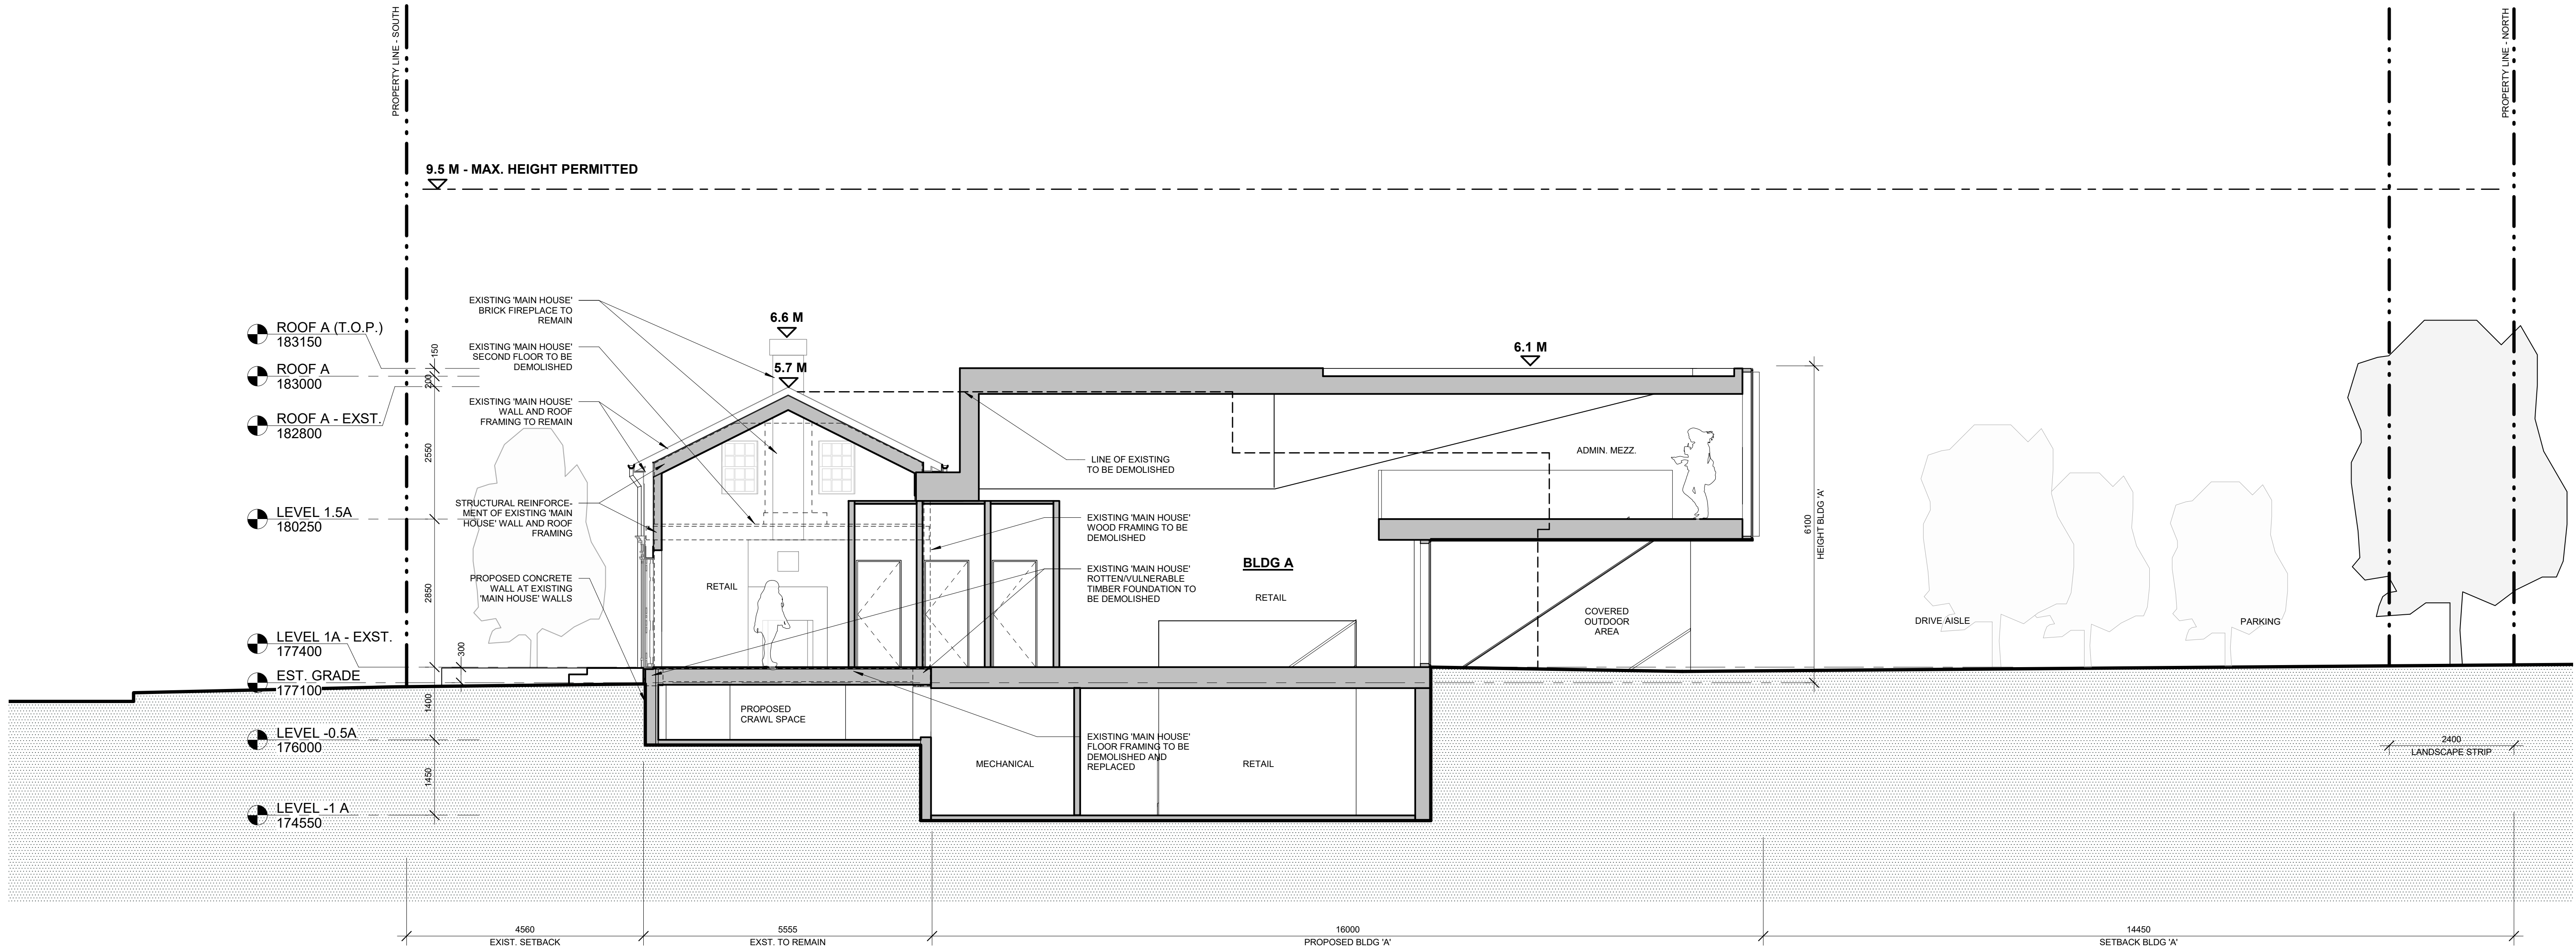 PROPERTY LINE - SOUTH
PROPERTY LINE - NORTH
9.5 M - MAX. HEIGHT PERMITTED
ROOF A (T.O.P.)
183150
ROOF A
183000
ROOF A - EXST.
182800
LEVEL 1.5A
180250
LEVEL 1A - EXST.
177400
EST. GRADE
177100
LEVEL -0.5A
176000
LEVEL -1 A
174550
150
200
2550
2850
300
1400
1450
EXISTING 'MAIN HOUSE'
BRICK FIREPLACE TO
REMAIN
EXISTING 'MAIN HOUSE'
SECOND FLOOR TO BE
DEMOLISHED
EXISTING 'MAIN HOUSE'
WALL AND ROOF
FRAMING TO REMAIN
STRUCTURAL REINFORCE-
MENT OF EXISTING 'MAIN
HOUSE' WALL AND ROOF
FRAMING
PROPOSED CONCRETE
WALL AT EXISTING
'MAIN HOUSE' WALLS
6.6 M
5.7 M
6.1 M
RETAIL
PROPOSED
CRAWL SPACE
LINE OF EXISTING
TO BE DEMOLISHED
EXISTING 'MAIN HOUSE'
WOOD FRAMING TO BE
DEMOLISHED
EXISTING 'MAIN HOUSE'
ROTTEN/VULNERABLE
TIMBER FOUNDATION TO
BE DEMOLISHED
EXISTING 'MAIN HOUSE'
FLOOR FRAMING TO BE
DEMOLISHED AND
REPLACED
MECHANICAL
RETAIL
BLDG A
RETAIL
ADMIN. MEZZ.
COVERED
OUTDOOR
AREA
6100
HEIGHT BLDG 'A'
DRIVE AISLE
PARKING
2400
LANDSCAPE STRIP
4560
EXIST. SETBACK
5555
EXST. TO REMAIN
16000
PROPOSED BLDG 'A'
14450
SETBACK BLDG 'A'